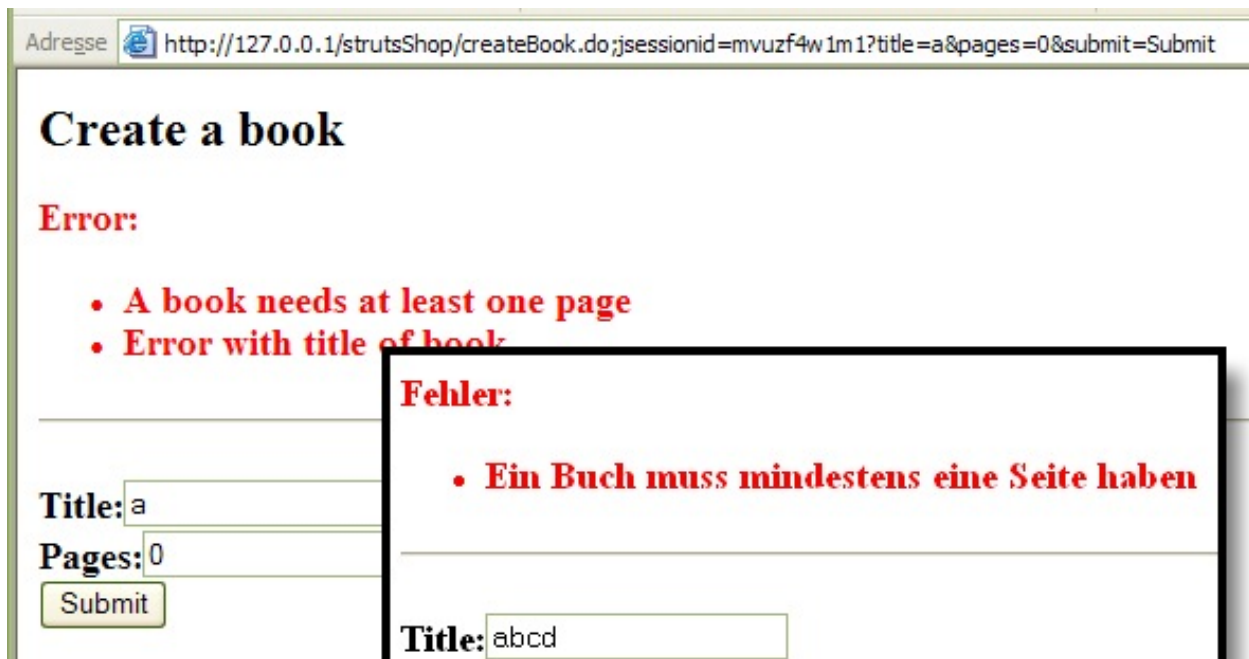 Adresse http://127.0.0.1/strutsShop/createBook.do;jsessionid=mvuzf4w1m1?title=a&pages=0&submit=Submit
Create a book
Error:
A book needs at least one page
Error with title of book
Title: a
Pages: 0
Submit
Fehler:
Ein Buch muss mindestens eine Seite haben
Title: abcd